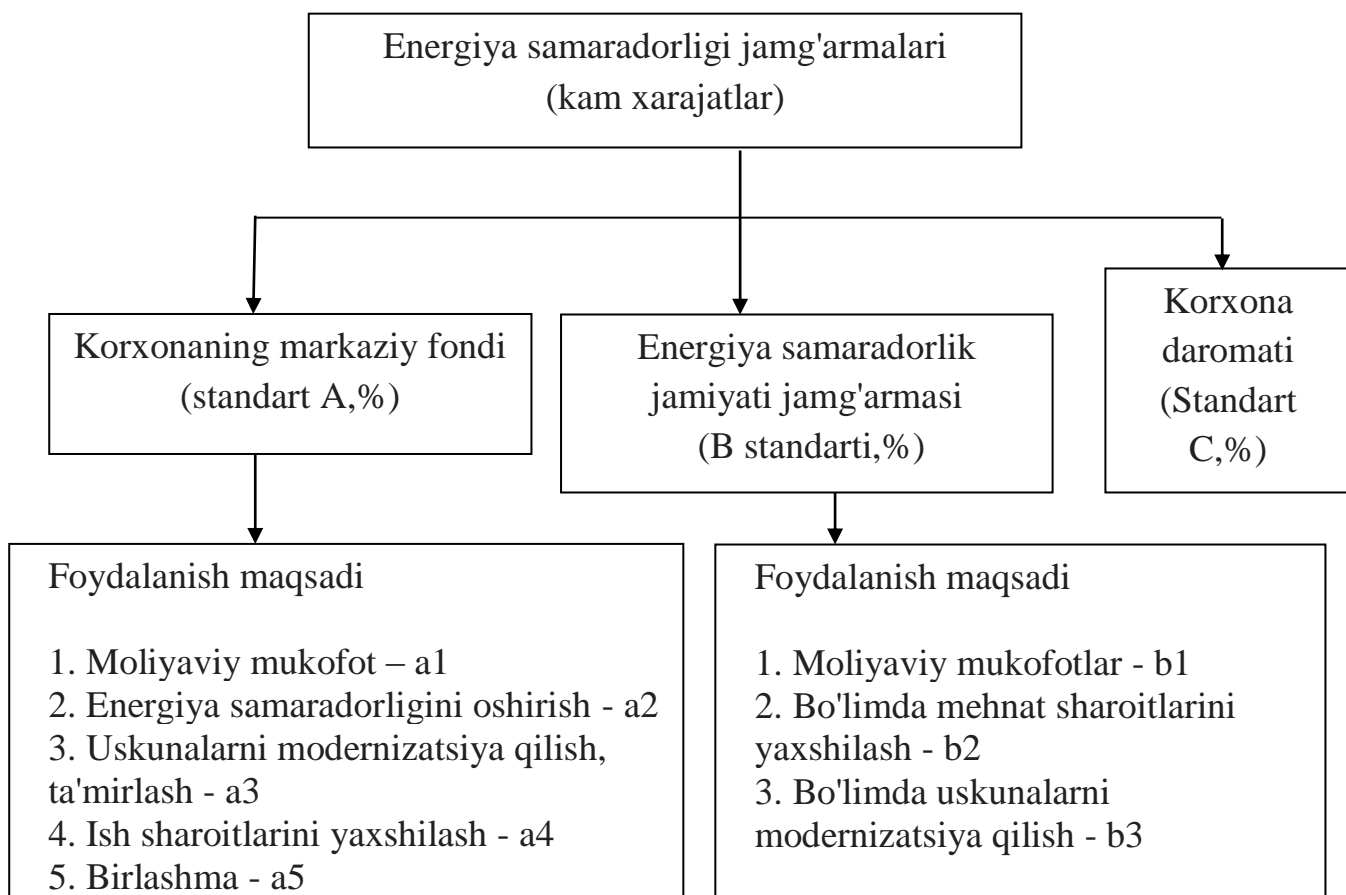 Energiya samaradorligi jamg'armalari
(kam xarajatlar)
Korxonaning markaziy fondi
(standart A,%)
Energiya samaradorlik
jamiyati jamg'armasi
(B standarti,%)
Korxona
daromati
(Standart
C,%)
Foydalanish maqsadi
1. Moliyaviy mukofot – a1
2. Energiya samaradorligini oshirish - a2
3. Uskunalarni modernizatsiya qilish,
ta'mirlash - a3
4. Ish sharoitlarini yaxshilash - a4
5. Birlashma - a5
Foydalanish maqsadi
1. Moliyaviy mukofotlar - b1
2. Bo'limda mehnat sharoitlarini
yaxshilash - b2
3. Bo'limda uskunalarni
modernizatsiya qilish - b3